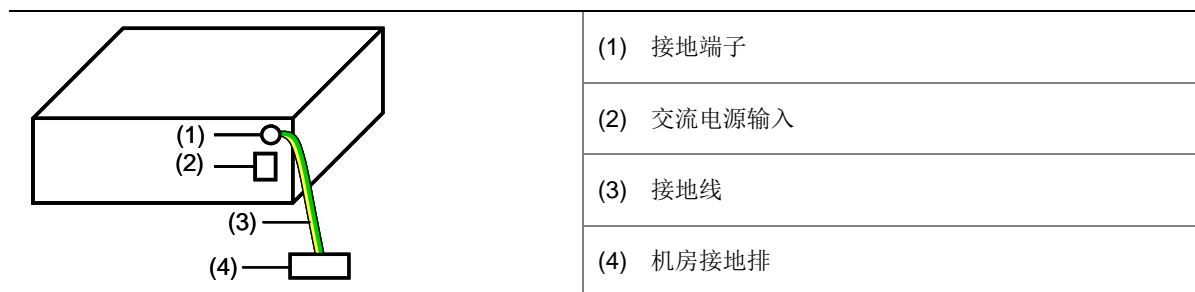 (1)
(2)
(3)
(4)
(1) 接地端子
(2) 交流电源输入
(3) 接地线
(4) 机房接地排